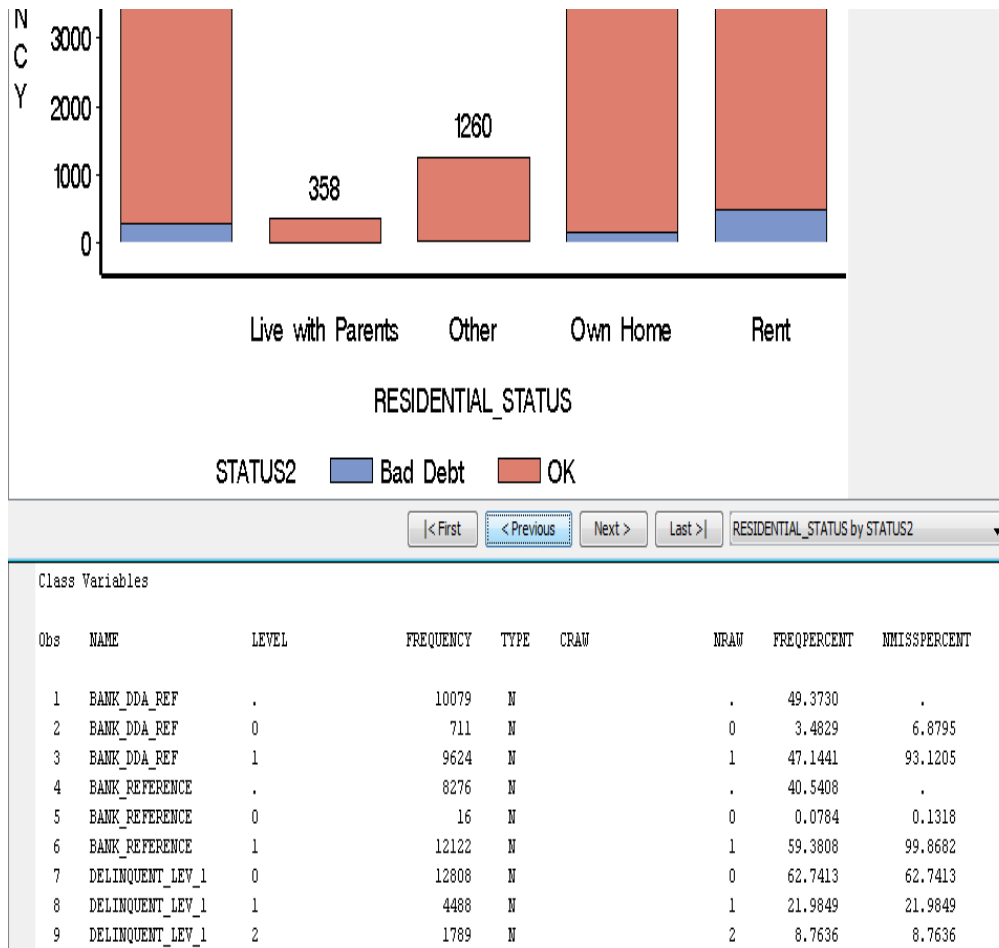 N
C
Y
3000
2000
1000
0
1260
358
Live with Parents Other Own Home Rent
RESIDENTIAL_STATUS
STATUS2 Bad Debt OK
|< First < Previous Next > Last >| RESIDENTIAL_STATUS by STATUS2
Class Variables
Obs NAME LEVEL FREQUENCY TYPE CRAW NRAW FREQPERCENT NMISSPERCENT
1 BANK_DDA_REF . 10079 N . 49.3730 .
2 BANK_DDA_REF 0 711 N 0 3.4829 6.8795
3 BANK_DDA_REF 1 9624 N 1 47.1441 93.1205
4 BANK_REFERENCE . 8276 N . 40.5408 .
5 BANK_REFERENCE 0 16 N 0 0.0784 0.1318
6 BANK_REFERENCE 1 12122 N 1 59.3808 99.8682
7 DELINQUENT_LEV_1 0 12808 N 0 62.7413 62.7413
8 DELINQUENT_LEV_1 1 4488 N 1 21.9849 21.9849
9 DELINQUENT_LEV_1 2 1789 N 2 8.7636 8.7636